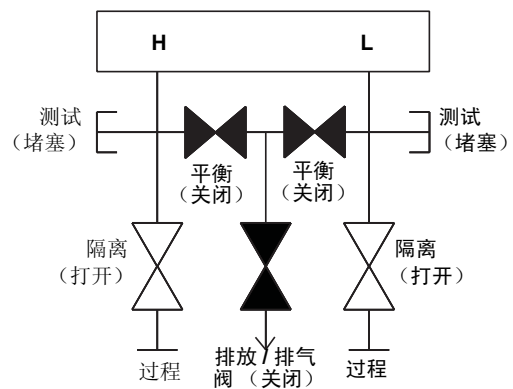 H
L
测试
（堵塞）
测试
（堵塞）
平衡
（关闭）
平衡
（关闭）
隔离
（打开）
隔离
（打开）
过程
排放 / 排气
阀 （关闭）
过程